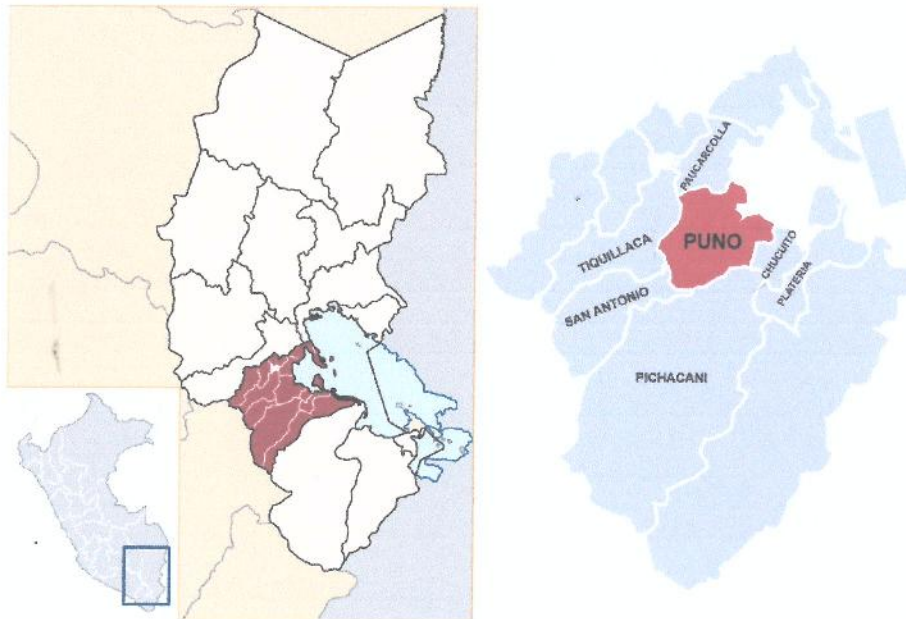 PAUCARCOLLA
PUNO
TIQUILLACA
CHUCUITO
PLATERIA
SAN ANTONIO
PICHACANI